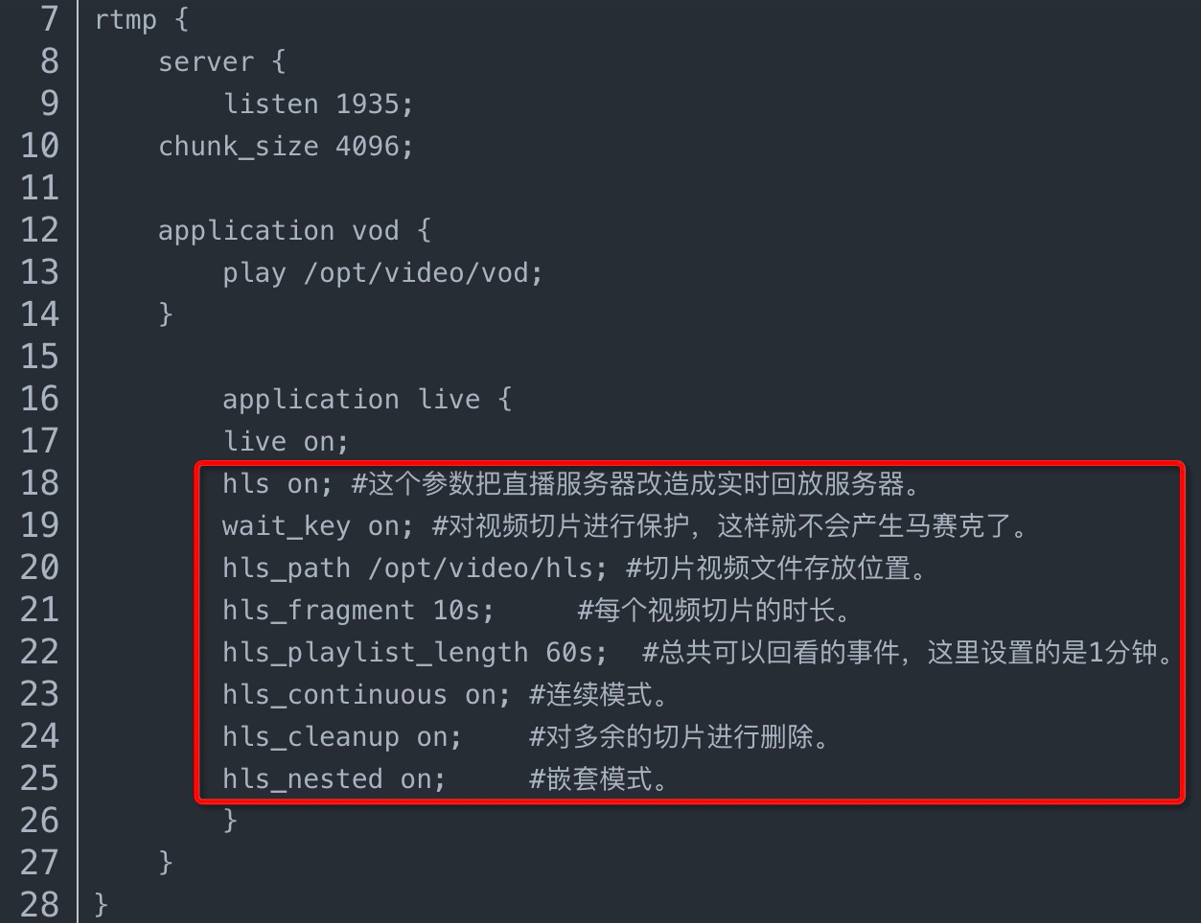 7 rtmp {
8     server {
9         listen 1935;
10     chunk_size 4096;
11
12     application vod {
13         play /opt/video/vod;
14     }
15
16         application live {
17         live on;
18         hls on; #这个参数把直播服务器改造成实时回放服务器。
19         wait_key on; #对视频切片进行保护，这样就不会产生马赛克了。
20         hls_path /opt/video/hls; #切片视频文件存放位置。
21         hls_fragment 10s;     #每个视频切片的时长。
22         hls_playlist_length 60s;  #总共可以回看的事件，这里设置的是1分钟。
23         hls_continuous on; #连续模式。
24         hls_cleanup on;    #对多余的切片进行删除。
25         hls_nested on;     #嵌套模式。
26         }
27     }
28 }